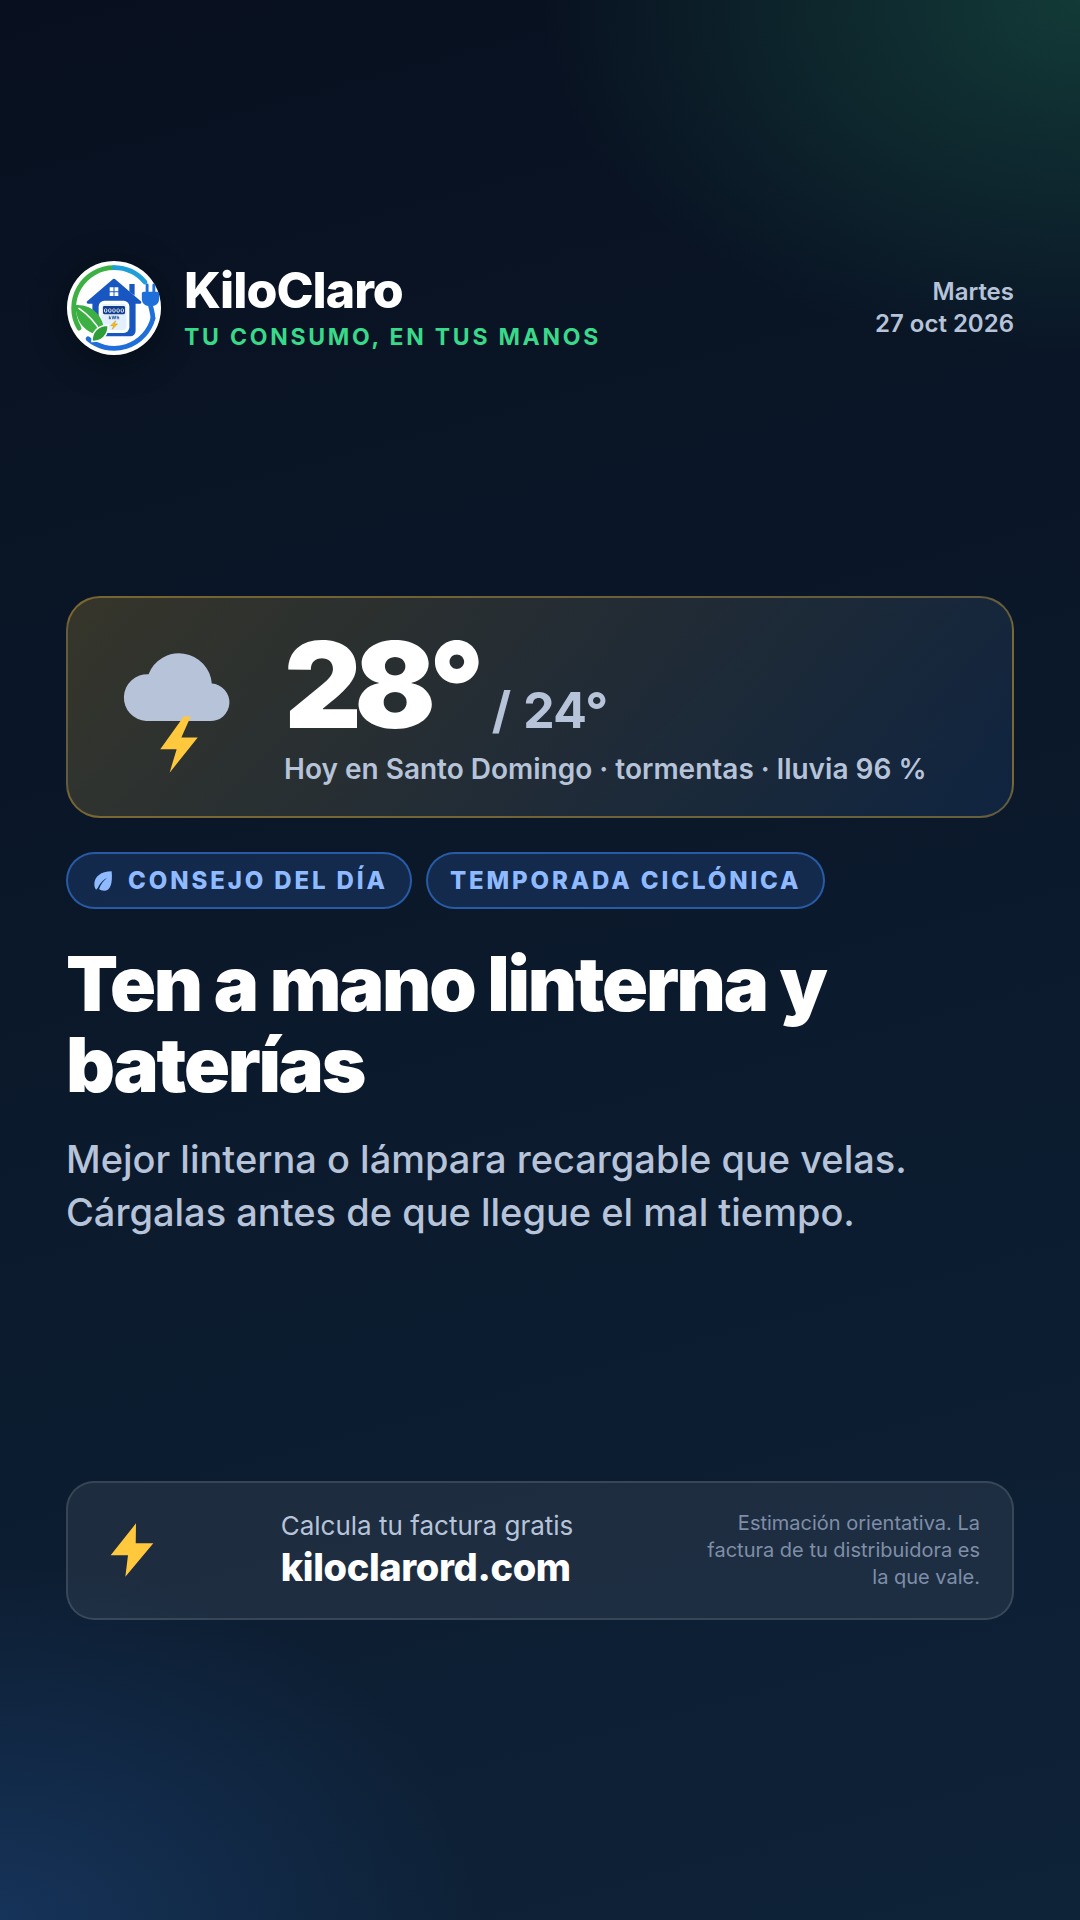 KiloClaro
TU CONSUMO, EN TUS MANOS
Martes
27 oct 2026
28° / 24°
Hoy en Santo Domingo · tormentas · lluvia 96 %
CONSEJO DEL DÍA
TEMPORADA CICLÓNICA
Ten a mano linterna y
baterías
Mejor linterna o lámpara recargable que velas.
Cárgalas antes de que llegue el mal tiempo.
Calcula tu factura gratis
kiloclarord.com
Estimación orientativa. La
factura de tu distribuidora es
la que vale.